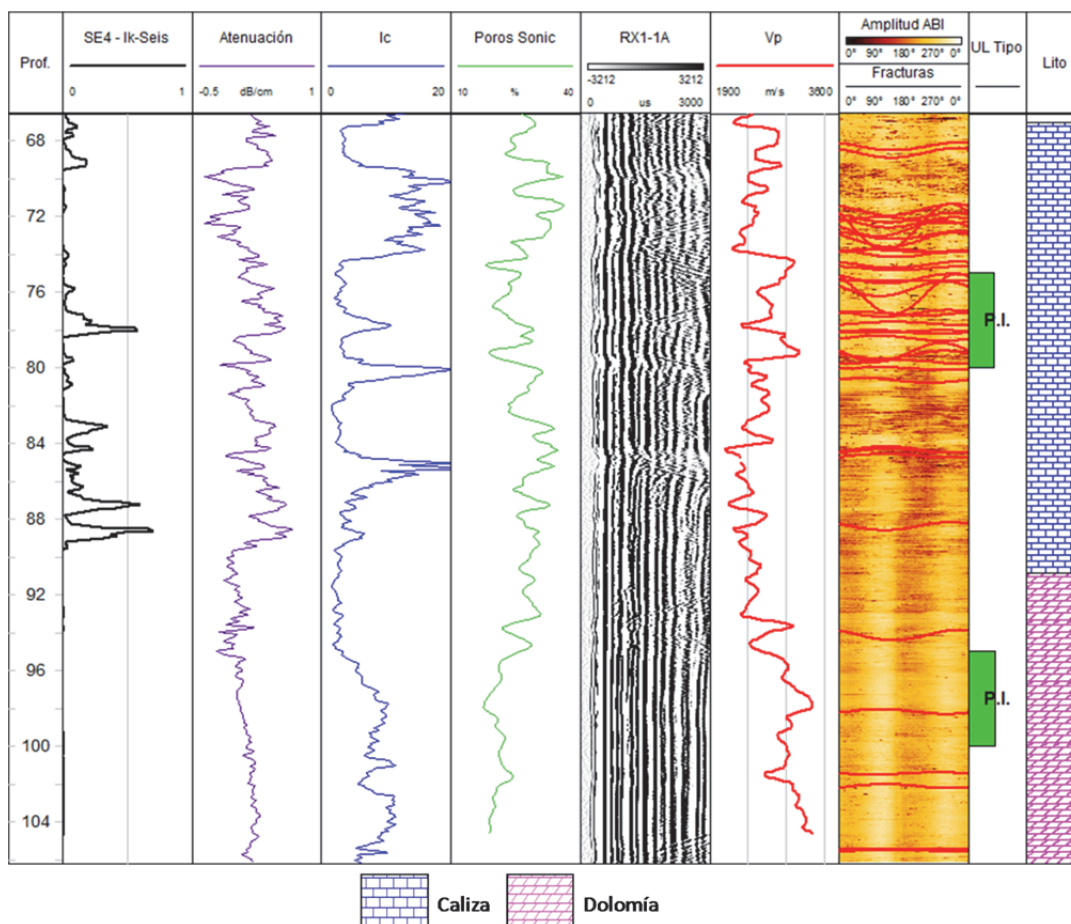 Prof.
SE4 - Ik-Seis
0 1
Atenuación
-0.5 dB/cm 1
Ic
0 20
Poros Sonic
10 % 40
RX1-1A
-3212 3212
0 us 3000
Vp
1900 m/s 3800
Amplitud ABI
0° 90° 180° 270° 0°
Fracturas
0° 90° 180° 270° 0°
UL Tipo
Lito
68
72
76
P.I.
80
84
88
92
96
P.I.
100
104
Caliza
Dolomía